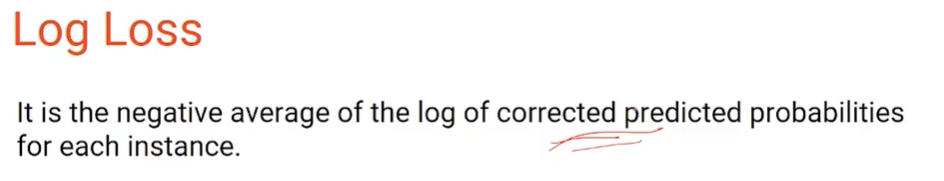 Log Loss
It is the negative average of the log of corrected predicted probabilities
for each instance.